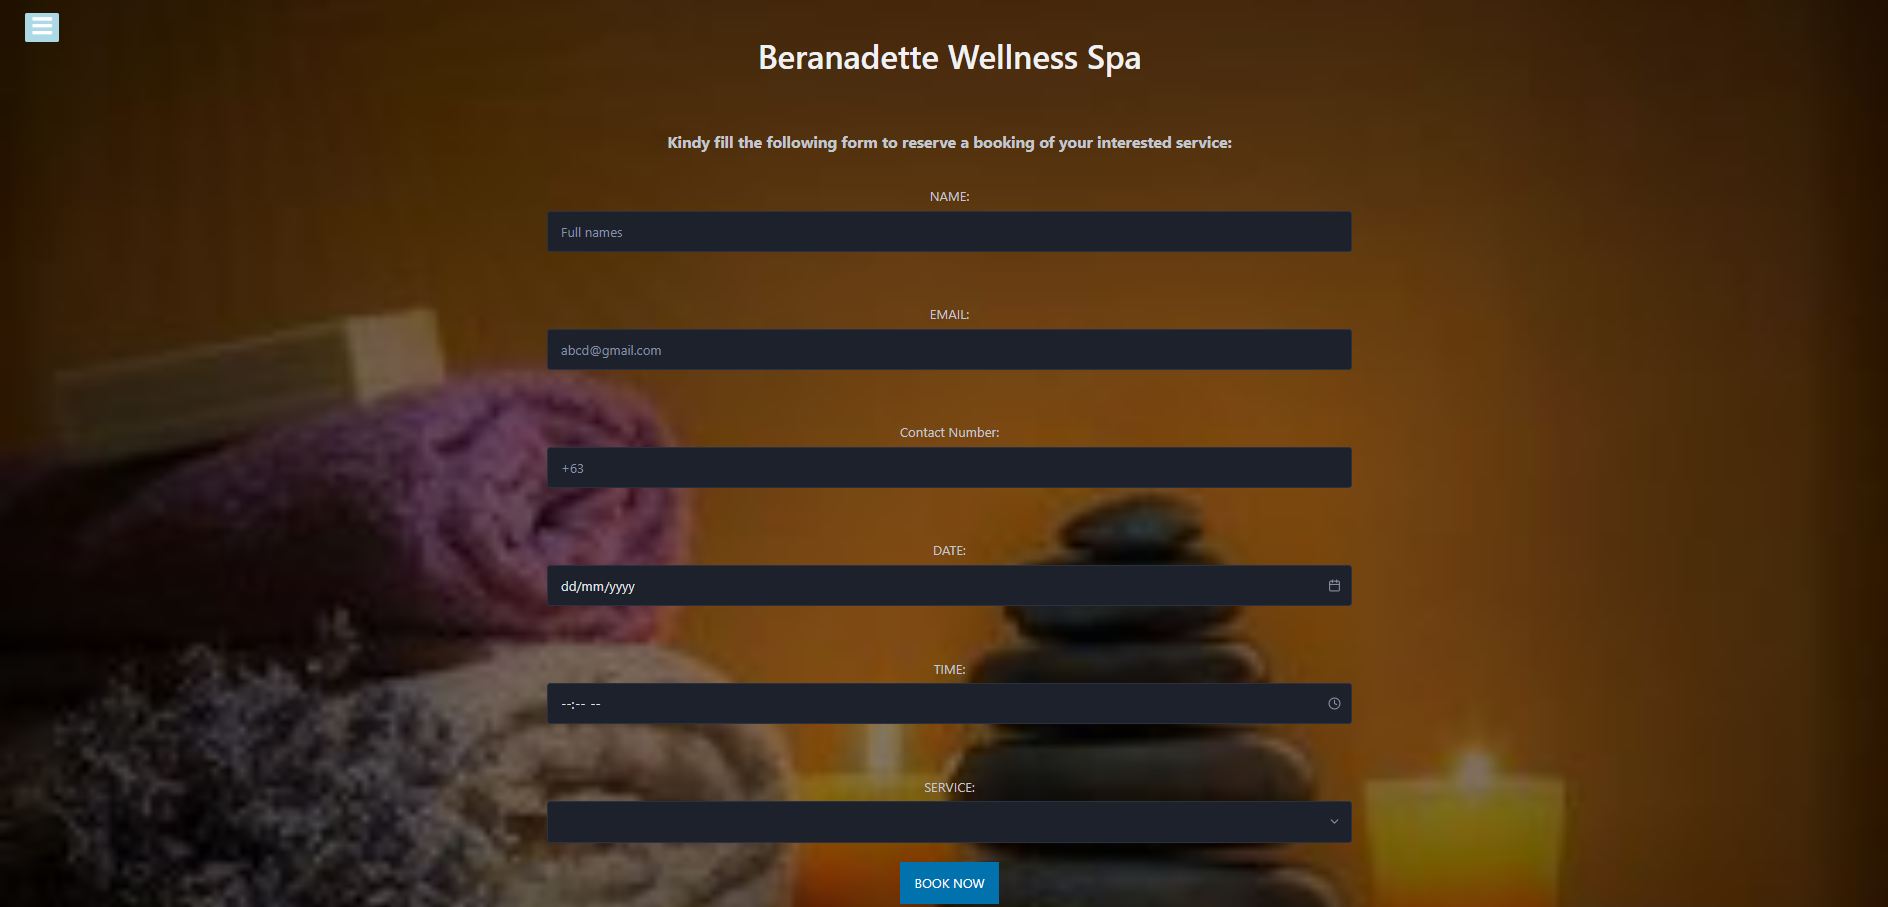 Beranadette Wellness Spa
Kindy fill the following form to reserve a booking of your interested service:
NAME:
Full names
EMAIL:
abcd@gmail.com
Contact Number:
+63
DATE:
dd/mm/yyyy
TIME:
--:-- --
SERVICE:
BOOK NOW